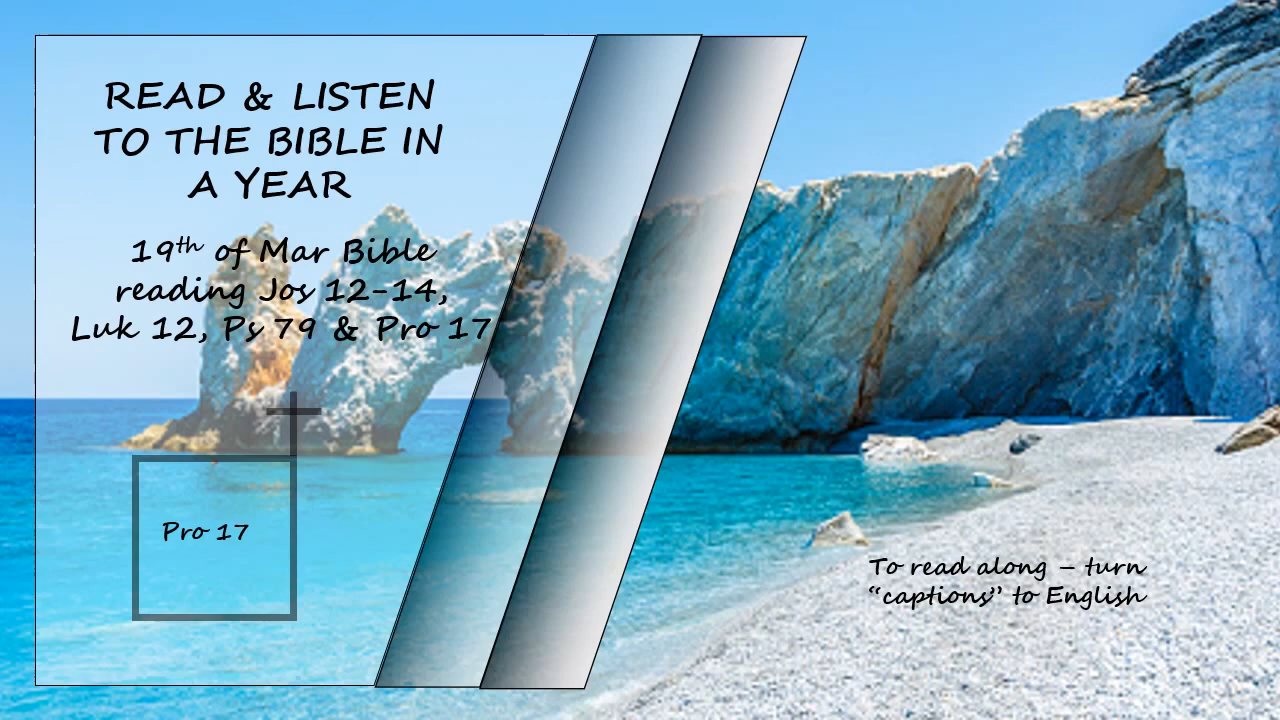 READ & LISTEN
TO THE BIBLE IN
A YEAR
19th of Mar Bible
reading Jos 12-14,
Luk 12, Ps 79 & Pro 17
Pro 17
To read along – turn
“captions” to English